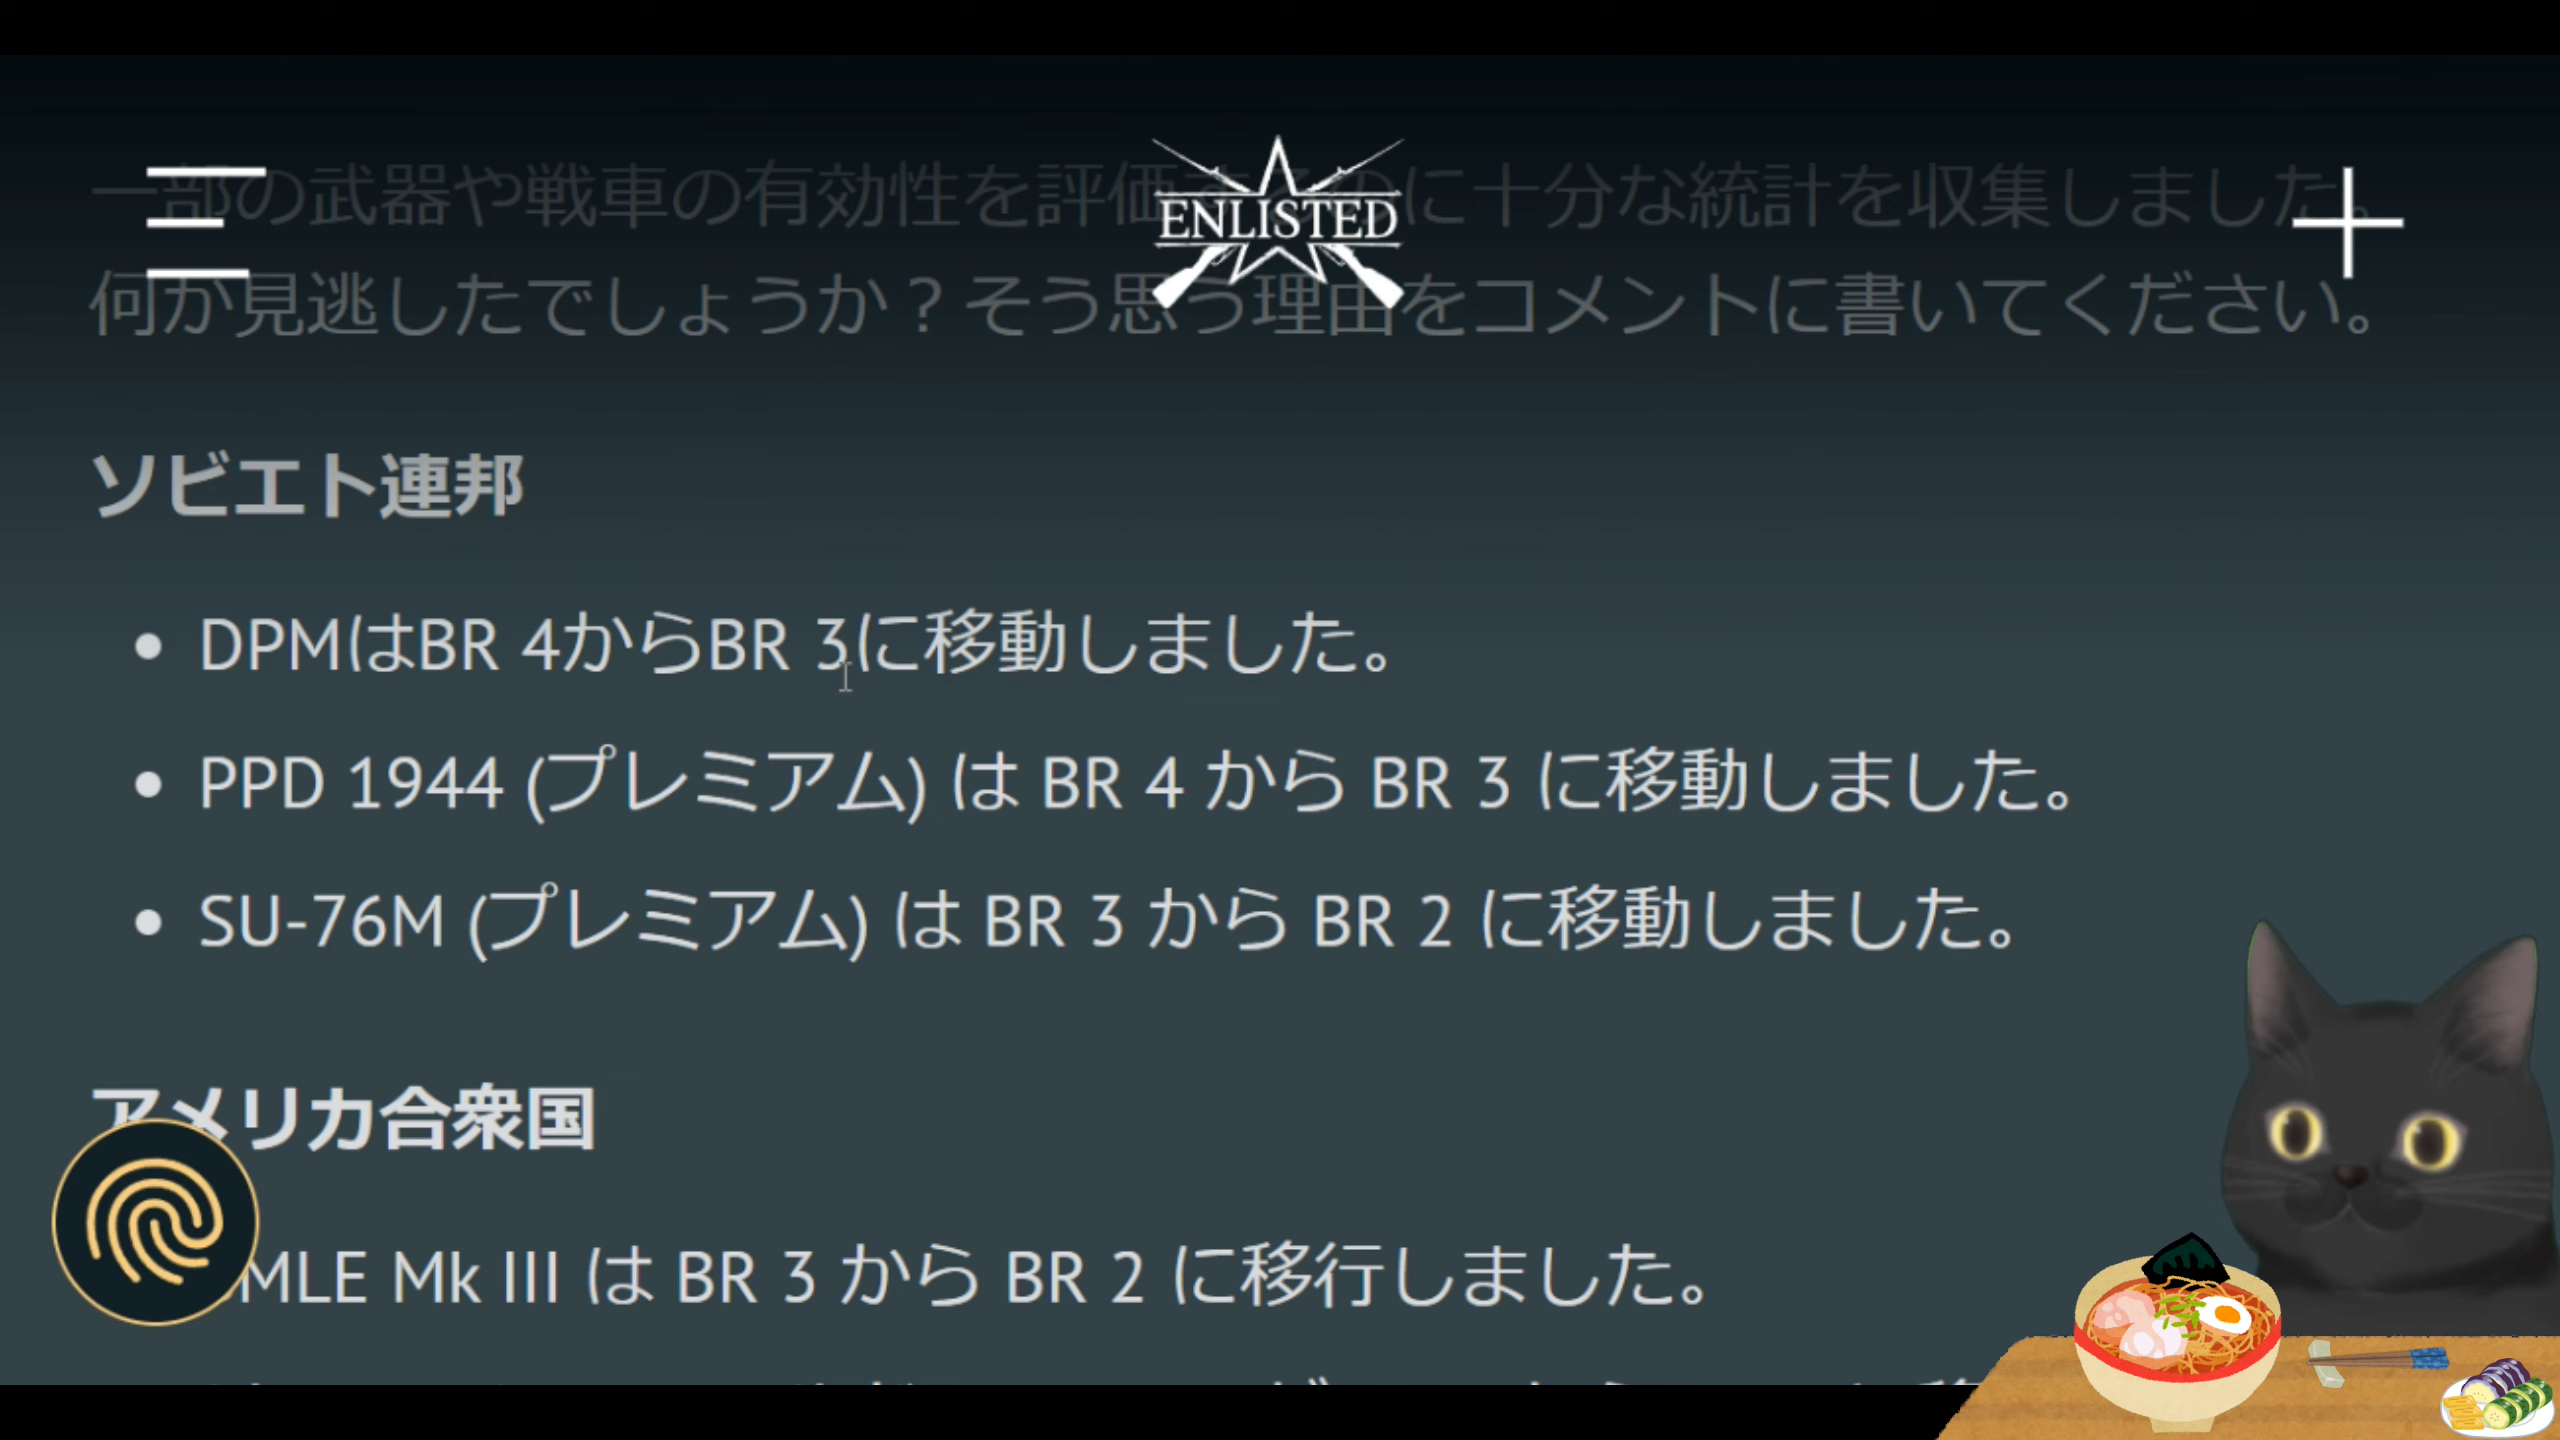 一部の武器や戦車の有効性を評価するのに十分な統計を収集しました。
ENLISTED
何か見逃したでしょうか？そう思う理由をコメントに書いてください。
ソビエト連邦
• DPMはBR 4からBR 3に移動しました。
• PPD 1944 (プレミアム) は BR 4 から BR 3 に移動しました。
• SU-76M (プレミアム) は BR 3 から BR 2 に移動しました。
アメリカ合衆国
MLE Mk III は BR 3 から BR 2 に移行しました。